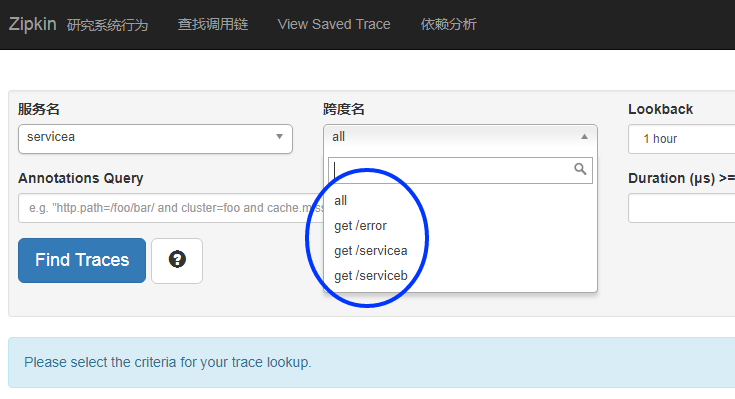 Zipkin 研究系统行为 查找调用链 View Saved Trace 依赖分析
服务名 跨度名 Lookback
servicea all 1 hour
Annotations Query Duration (μs) >=
e.g. "http.path=/foo/bar/ and cluster=foo and cache.miss
all
get /error
get /servicea
get /serviceb
Find Traces
Please select the criteria for your trace lookup.